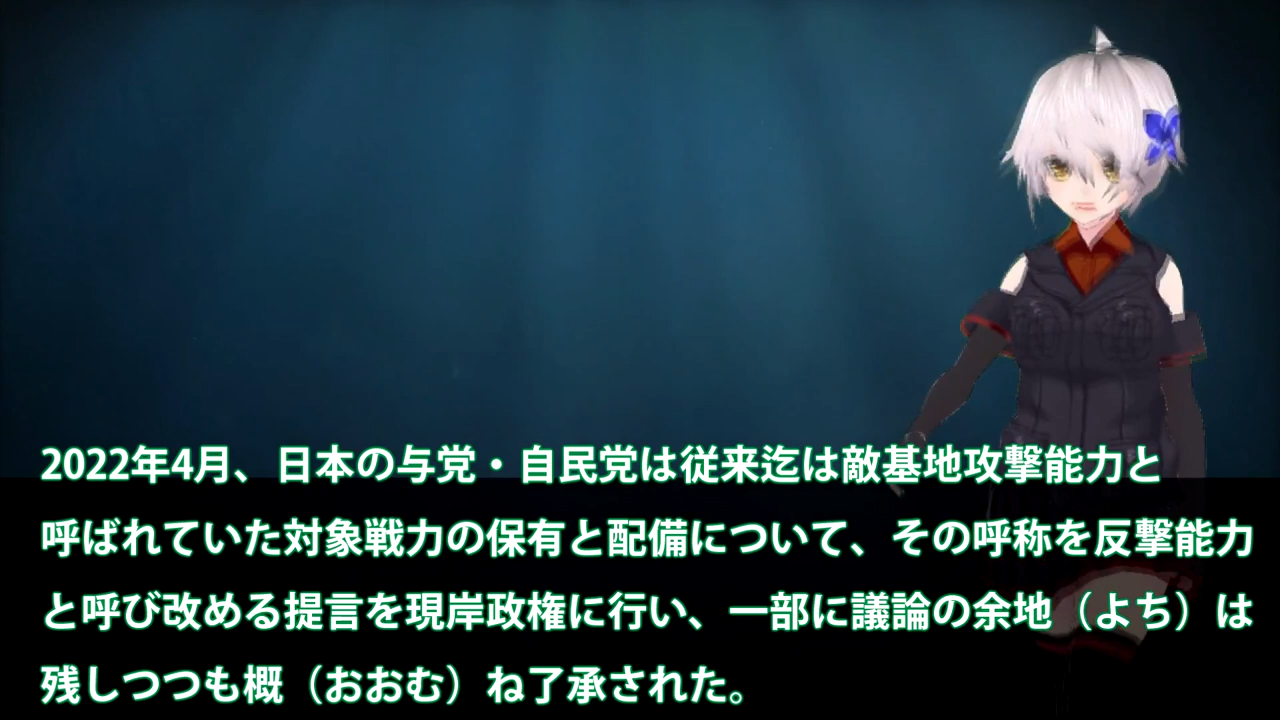 2022年4月、日本の与党・自民党は従来迄は敵基地攻撃能力と
呼ばれていた対象戦力の保有と配備について、その呼称を反撃能力
と呼び改める提言を現岸政権に行い、一部に議論の余地（よち）は
残しつつも概（おおむ）ね了承された。